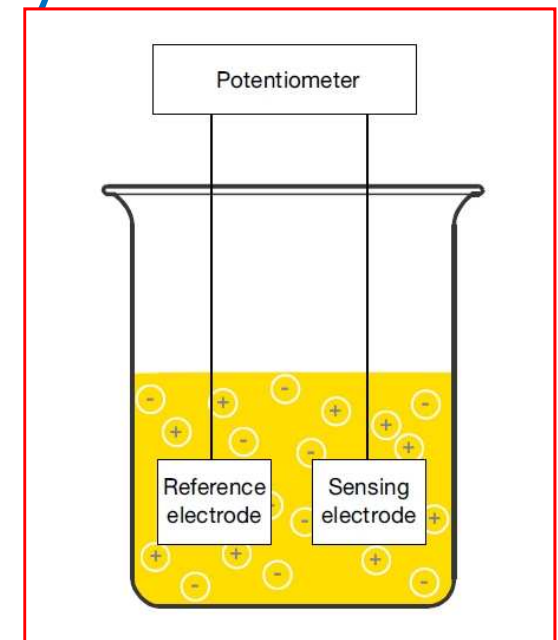 Potentiometer
Reference
electrode
Sensing
electrode
- + - + - + + - - + - - + + + - - + -